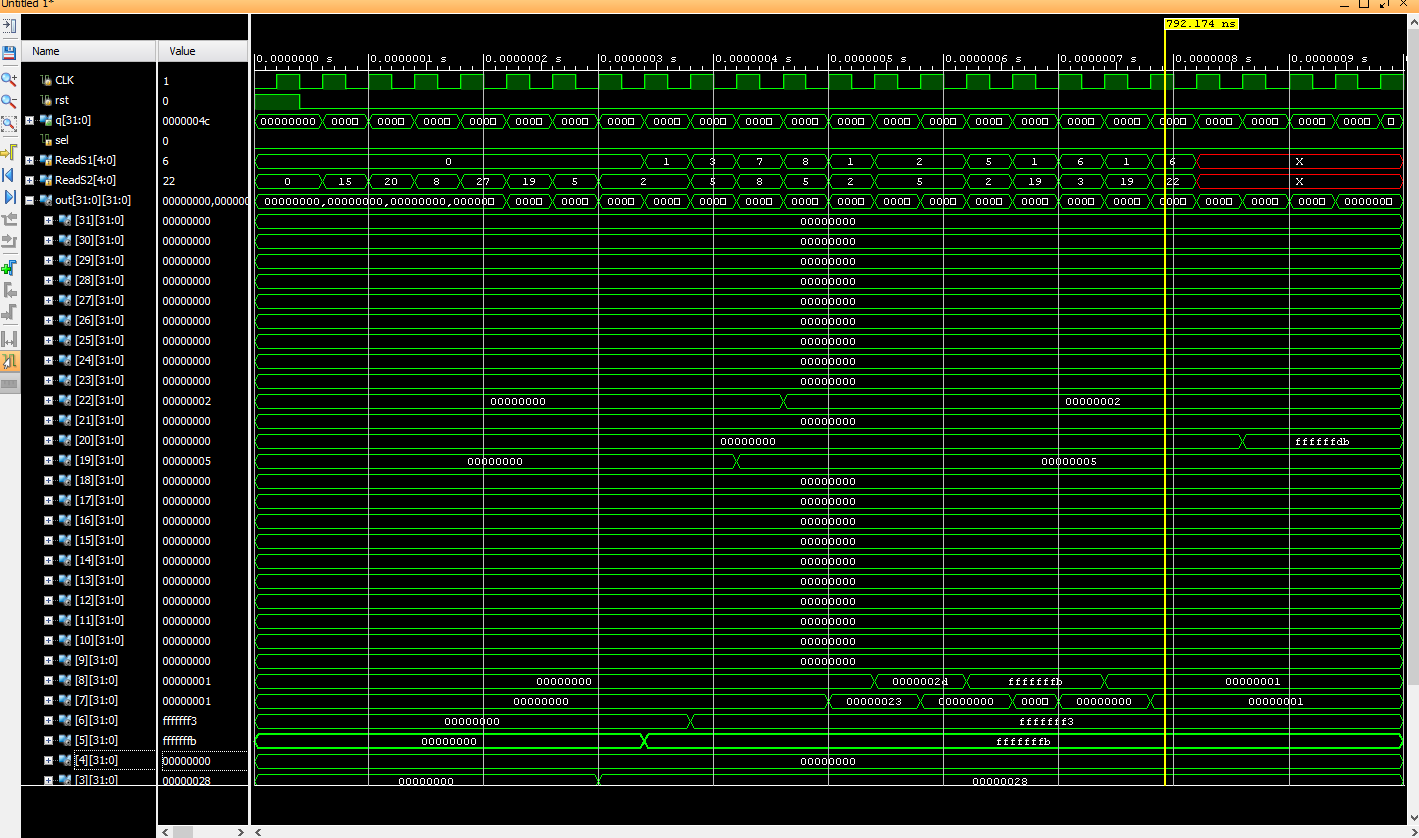 Untitled 1*
792.174 ns
Name Value
0.0000000 s 0.0000001 s 0.0000002 s 0.0000003 s 0.0000004 s 0.0000005 s 0.0000006 s 0.0000007 s 0.0000008 s 0.0000009 s
CLK 1
rst 0
q[31:0] 0000004c 00000000 000□ 000□ 000□ 000□ 000□ 000□ 000□ 000□ 000□ 000□ 000□ 000□ 000□ 000□ 000□ 000□ 000□ 000□ 000□ 000□ 000□ 000□ 000□ □
sel 0
ReadS1[4:0] 6 0 1 3 7 8 1 2 5 1 6 1 6 X
ReadS2[4:0] 22 0 15 20 8 27 19 5 2 5 8 5 2 5 2 19 3 19 22 X
out[31:0][31:0] 00000000,000000 00000000,00000000,00000000,00000□ 000□ 000□ 000□ 000□ 000□ 000□ 000□ 000□ 000□ 000□ 000□ 000□ 000□ 000□ 000□ 000□ 000□ 000□ 0000000□
[31][31:0] 00000000 00000000
[30][31:0] 00000000 00000000
[29][31:0] 00000000 00000000
[28][31:0] 00000000 00000000
[27][31:0] 00000000 00000000
[26][31:0] 00000000 00000000
[25][31:0] 00000000 00000000
[24][31:0] 00000000 00000000
[23][31:0] 00000000 00000000
[22][31:0] 00000002 00000000 00000002
[21][31:0] 00000000 00000000
[20][31:0] 00000000 00000000 ffffffdb
[19][31:0] 00000005 00000000 00000005
[18][31:0] 00000000 00000000
[17][31:0] 00000000 00000000
[16][31:0] 00000000 00000000
[15][31:0] 00000000 00000000
[14][31:0] 00000000 00000000
[13][31:0] 00000000 00000000
[12][31:0] 00000000 00000000
[11][31:0] 00000000 00000000
[10][31:0] 00000000 00000000
[9][31:0] 00000000 00000000
[8][31:0] 00000001 00000000 0000002d fffffffb 00000001
[7][31:0] 00000001 00000000 00000023 00000000 000□ 00000000 00000001
[6][31:0] fffffff3 00000000 fffffff3
[5][31:0] fffffffb 00000000 fffffffb
[4][31:0] 00000000 00000000
[3][31:0] 00000028 00000000 00000028